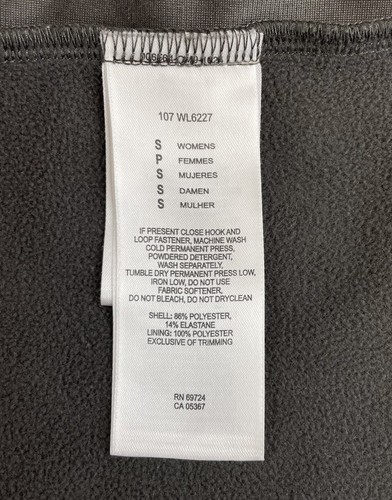 107 WL6227
S WOMENS
P FEMMES
S MUJERES
S DAMEN
S MULHER
IF PRESENT CLOSE HOOK AND
LOOP FASTENER, MACHINE WASH
COLD PERMANENT PRESS,
POWDERED DETERGENT,
WASH SEPARATELY,
TUMBLE DRY PERMANENT PRESS LOW,
IRON LOW, DO NOT USE
FABRIC SOFTENER,
DO NOT BLEACH, DO NOT DRYCLEAN
SHELL: 86% POLYESTER,
14% ELASTANE
LINING: 100% POLYESTER
EXCLUSIVE OF TRIMMING
RN 69724
CA 05367